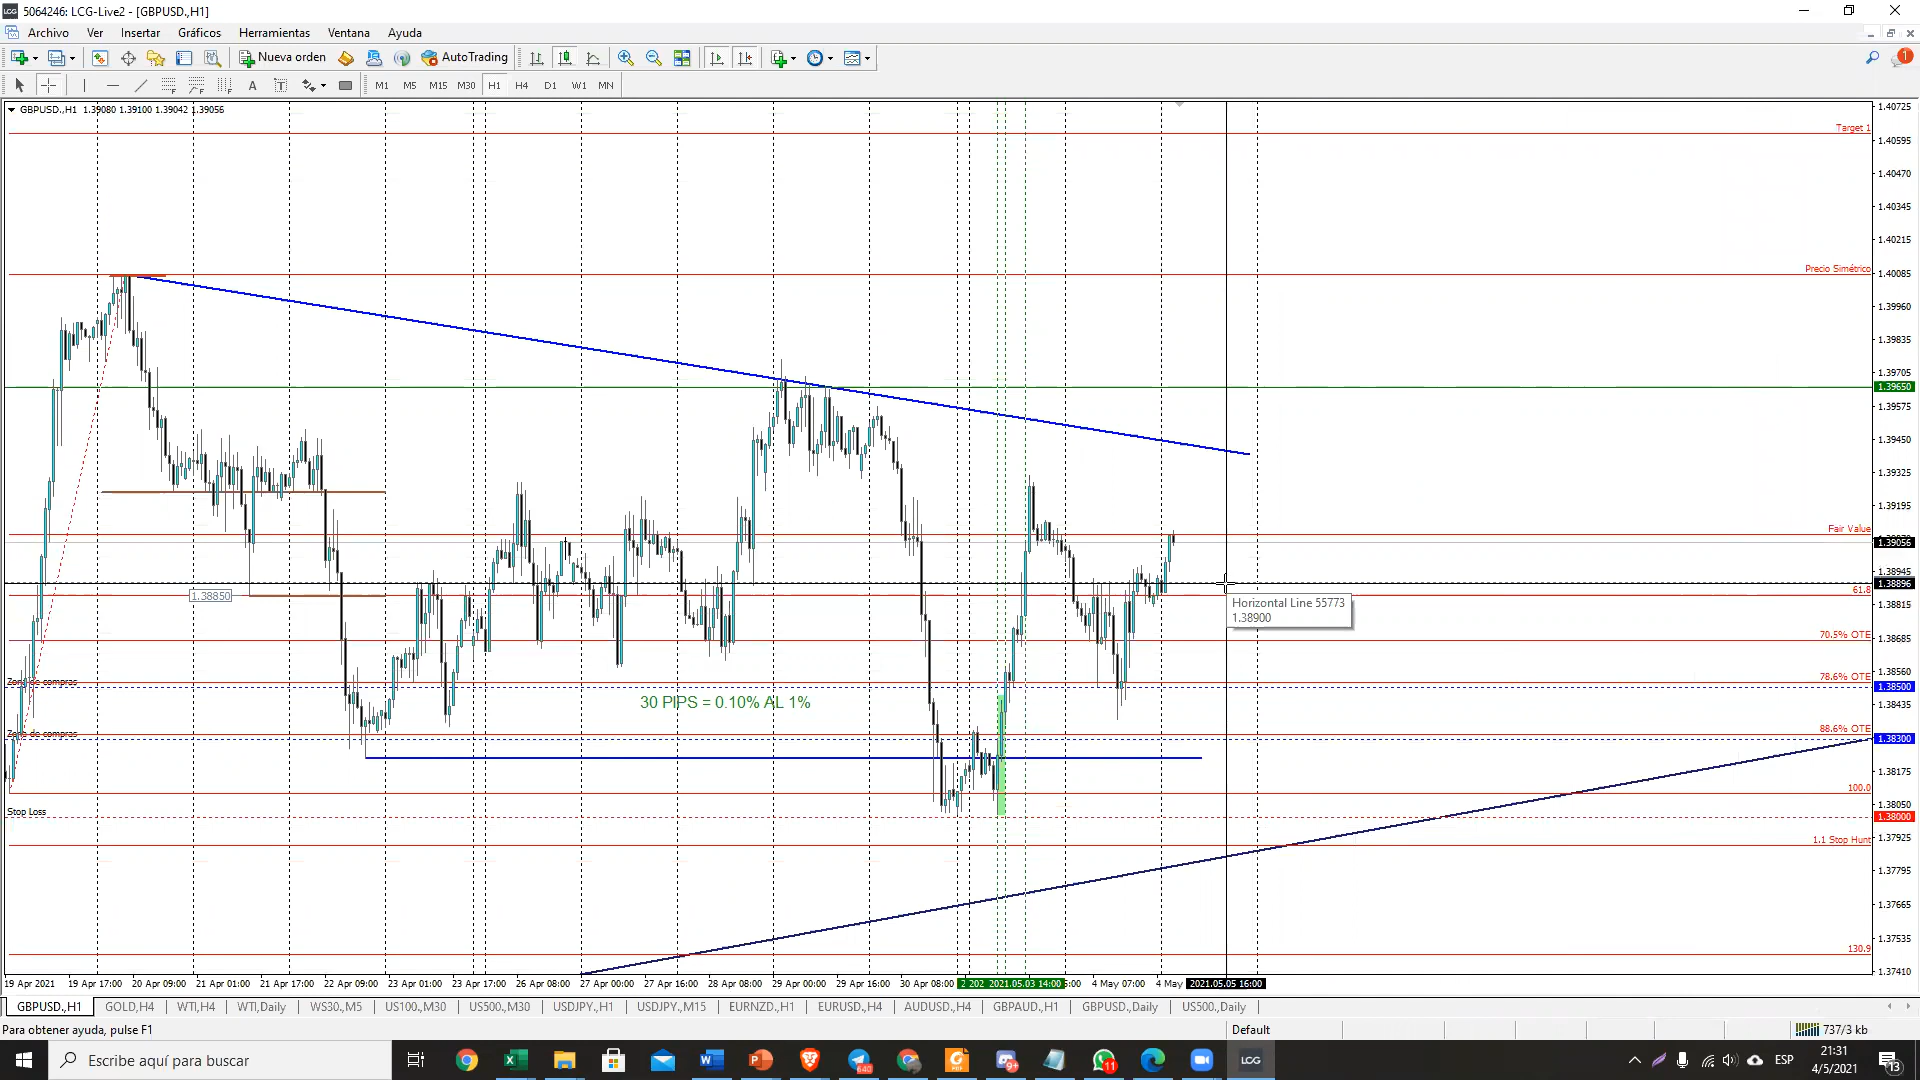 5064246: LCG-Live2 - [GBPUSD.,H1]
Archivo Ver Insertar Gráficos Herramientas Ventana Ayuda
Nueva orden AutoTrading
M1 M5 M15 M30 H1 H4 D1 W1 MN
GBPUSD.,H1 1.39080 1.39100 1.39042 1.39056
1.40725
Target 1
1.40595
1.40470
1.40345
1.40215
Precio Simétrico
1.40085
1.39960
1.39835
1.39705
1.39650
1.39575
1.39450
1.39325
1.39195
Fair Value
1.39056
1.38945
1.38896
61.8
1.38850
Horizontal Line 55773
1.38900
1.38815
70.5% OTE
1.38685
1.38560
78.6% OTE
Zona de compras
1.38500
30 PIPS = 0.10% AL 1%
1.38435
88.6% OTE
Zona de compras
1.38300
1.38175
100.0
1.38050
Stop Loss
1.38000
1.37925
1.1 Stop Hunt
1.37795
1.37665
1.37535
130.9
1.37410
19 Apr 2021 19 Apr 17:00 20 Apr 09:00 21 Apr 01:00 21 Apr 17:00 22 Apr 09:00 23 Apr 01:00 23 Apr 17:00 26 Apr 08:00 27 Apr 00:00 27 Apr 16:00 28 Apr 08:00 29 Apr 00:00 29 Apr 16:00 30 Apr 08:00 2 202 2021.05.03 14:00 5:00 4 May 07:00 4 May 2021.05.05 16:00
GBPUSD.,H1 GOLD,H4 WTI,H4 WTI,Daily WS30.,M5 US100.,M30 US500.,M30 USDJPY.,H1 USDJPY.,M15 EURNZD.,H1 EURUSD.,H4 AUDUSD.,H4 GBPAUD.,H1 GBPUSD.,Daily US500.,Daily
Para obtener ayuda, pulse F1 Default 737/3 kb
Escribe aquí para buscar
LCG
ESP
21:31
4/5/2021
13